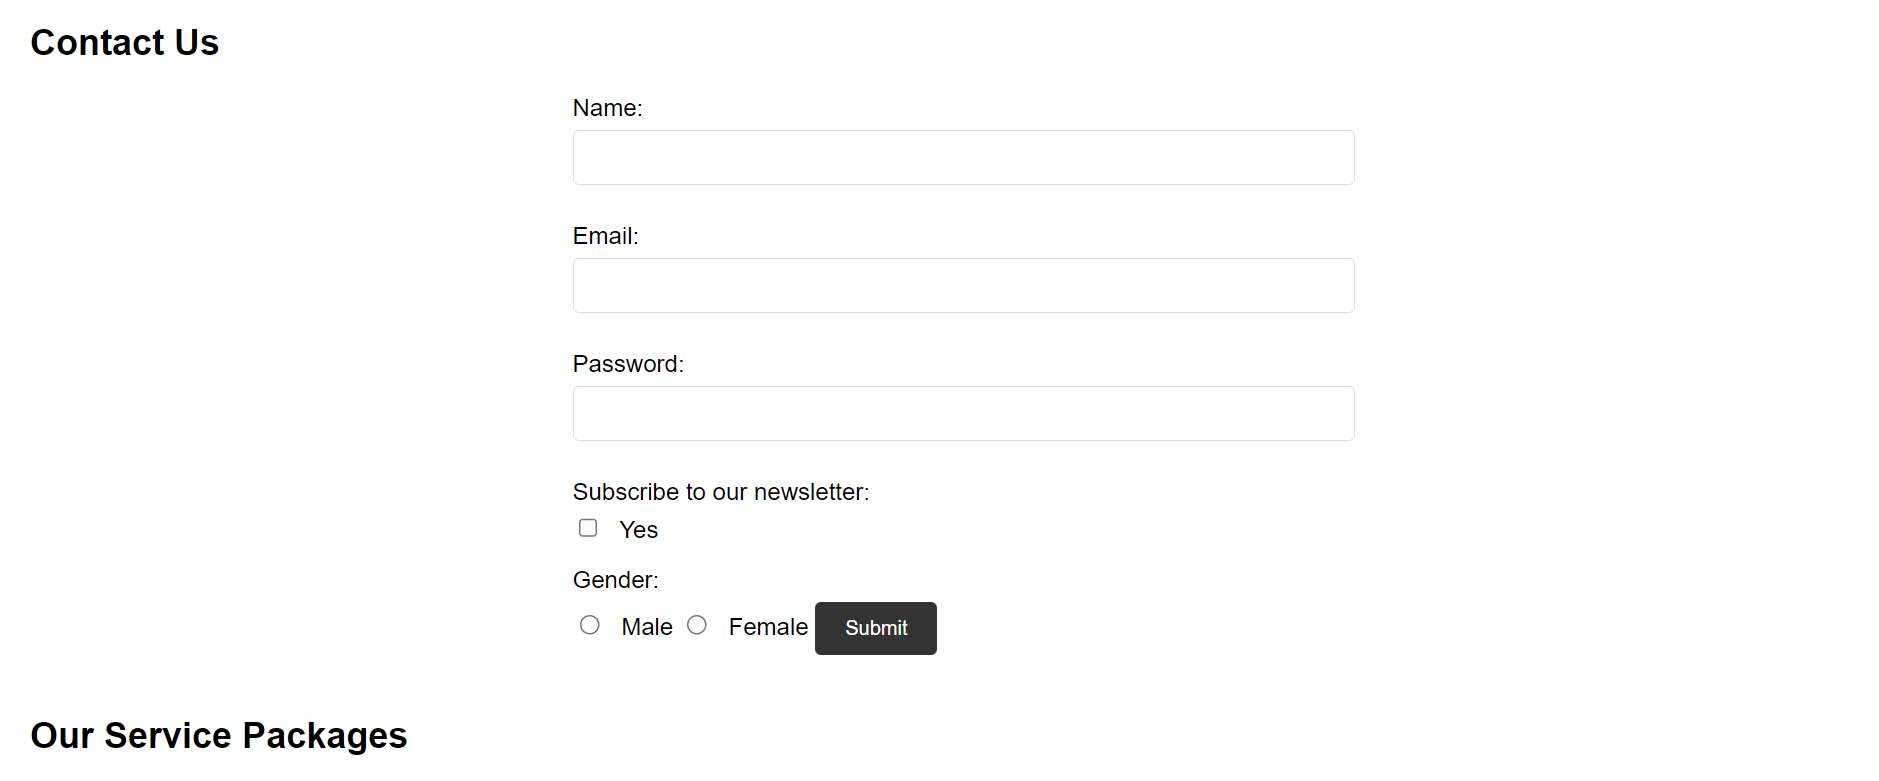 Contact Us
Name:
Email:
Password:
Subscribe to our newsletter:
Yes
Gender:
Male Female Submit
Our Service Packages